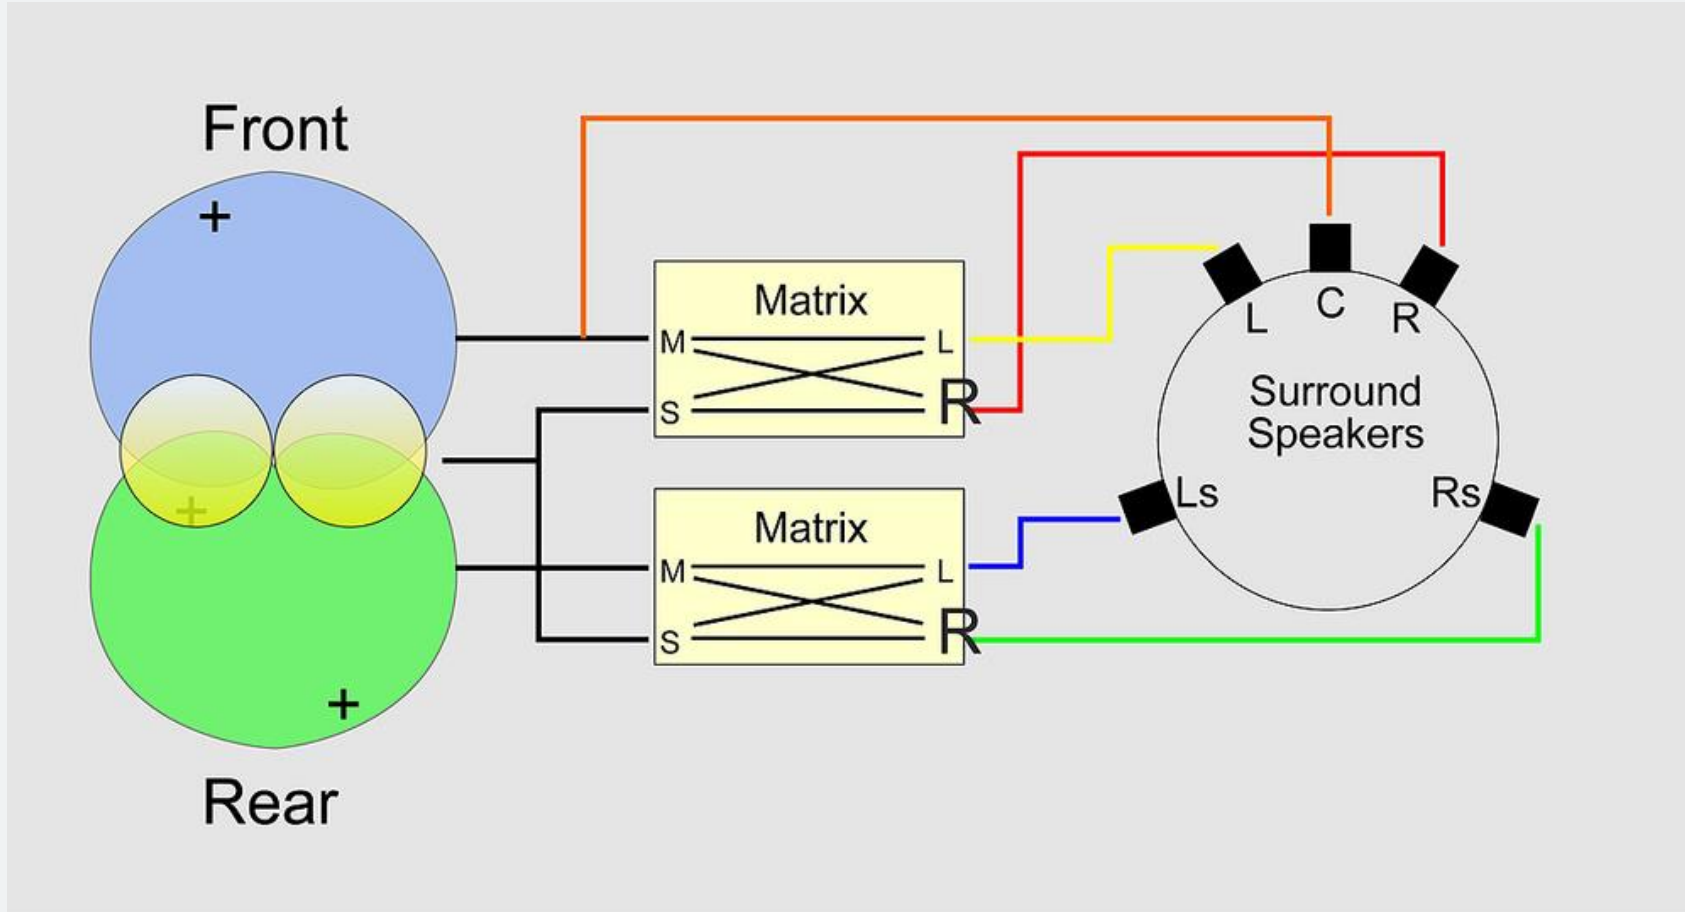 Front
+
+
+
Rear
Matrix
M
L
S
R
Matrix
M
L
S
R
L
C
R
Surround
Speakers
Ls
Rs